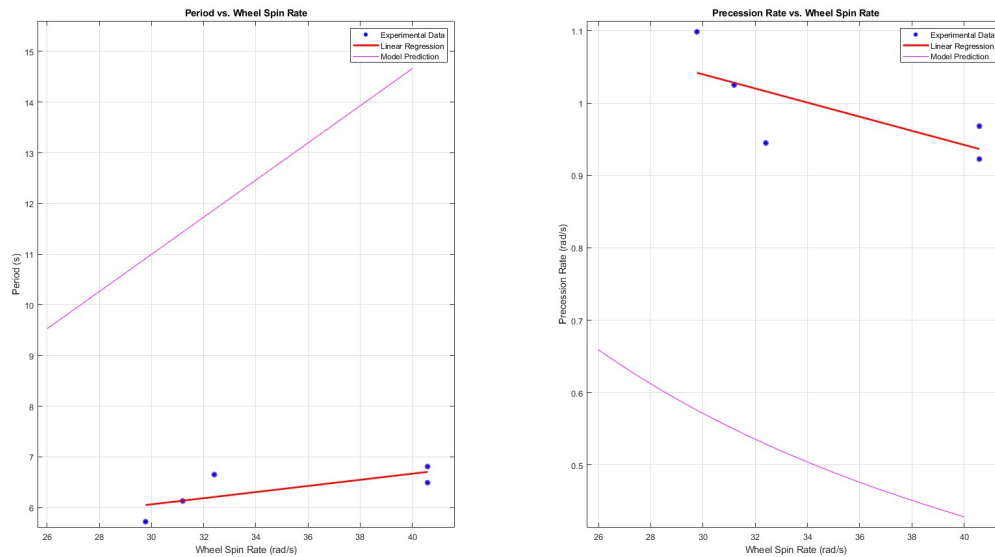 Period vs. Wheel Spin Rate
Experimental Data
Linear Regression
Model Prediction
15
14
13
12
11
10
9
8
7
6
Period (s)
26 28 30 32 34 36 38 40
Wheel Spin Rate (rad/s)
Precession Rate vs. Wheel Spin Rate
Experimental Data
Linear Regression
Model Prediction
1.1
1
0.9
0.8
0.7
0.6
0.5
Precession Rate (rad/s)
26 28 30 32 34 36 38 40
Wheel Spin Rate (rad/s)